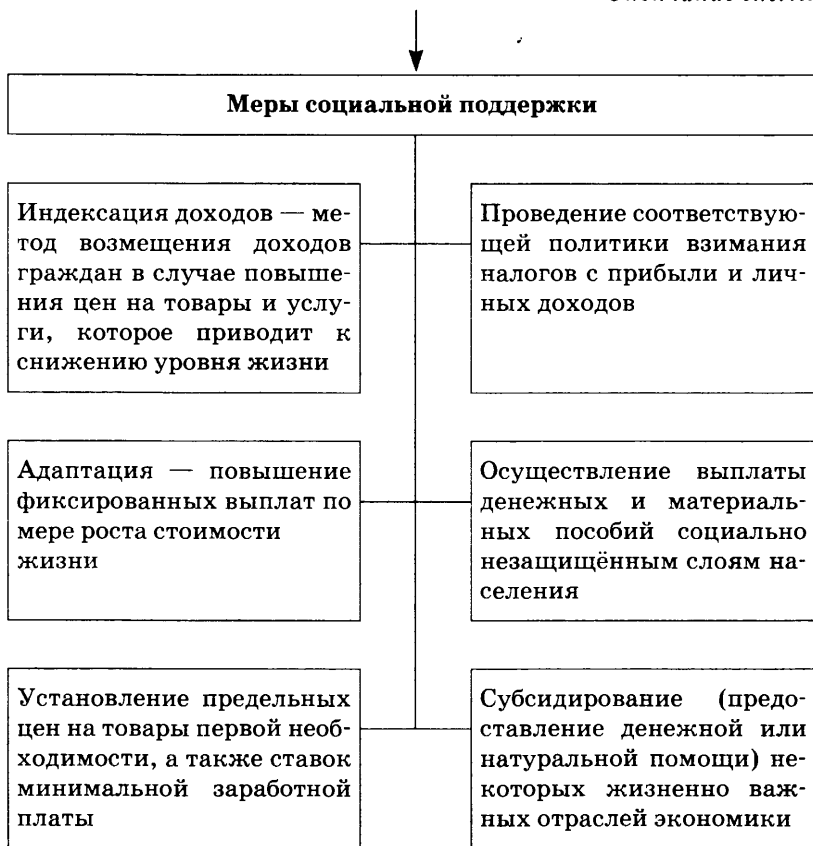 Меры социальной поддержки
Индексация доходов — ме-
тод возмещения доходов
граждан в случае повыше-
ния цен на товары и услу-
ги, которое приводит к
снижению уровня жизни
Проведение соответствую-
щей политики взимания
налогов с прибыли и лич-
ных доходов
Адаптация — повышение
фиксированных выплат по
мере роста стоимости
жизни
Осуществление выплаты
денежных и материаль-
ных пособий социально
незащищённым слоям на-
селения
Установление предельных
цен на товары первой необ-
ходимости, а также ставок
минимальной заработной
платы
Субсидирование (предо-
ставление денежной или
натуральной помощи) не-
которых жизненно важ-
ных отраслей экономики